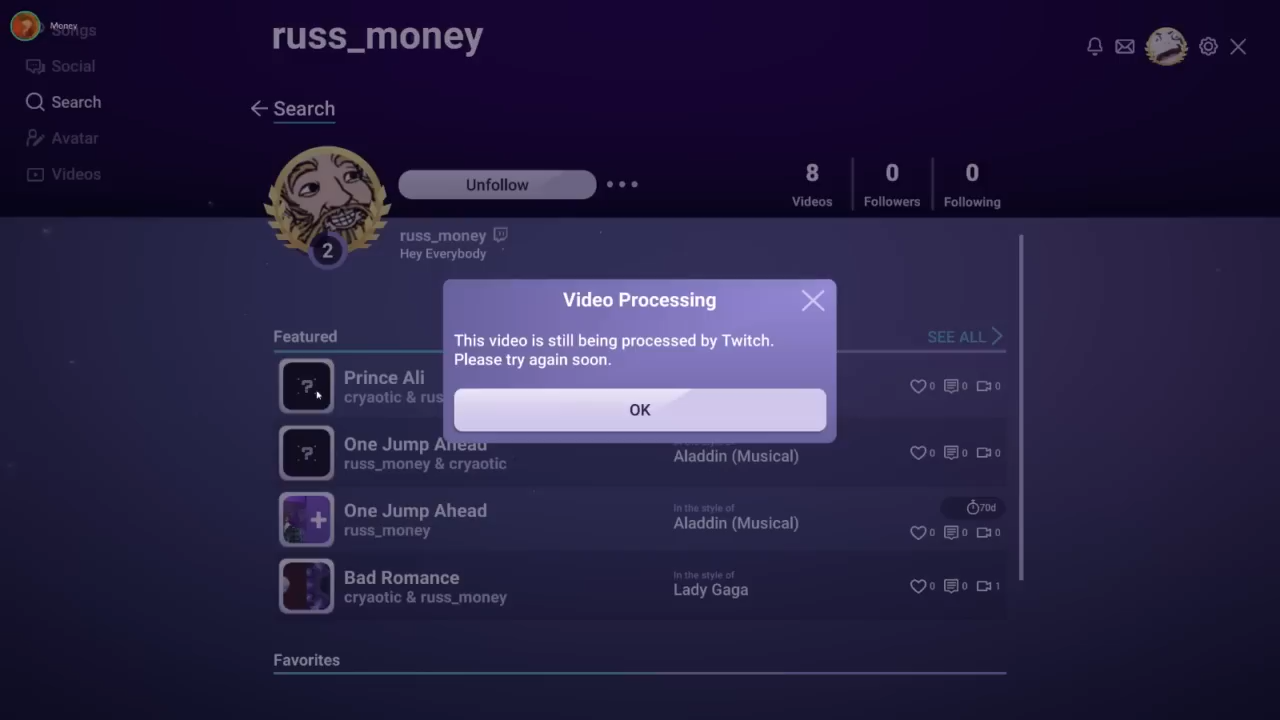 Money
Songs
russ_money
Social
Search
Avatar
Videos
Search
Unfollow
8
Videos
0
Followers
0
Following
2
russ_money
Hey Everybody
Video Processing
This video is still being processed by Twitch.
Please try again soon.
OK
Featured
SEE ALL
?
Prince Ali
cryaotic & rus
0 0 0
?
One Jump Ahead
russ_money & cryaotic
Aladdin (Musical)
0 0 0
One Jump Ahead
russ_money
In the style of
Aladdin (Musical)
70d
0 0 0
Bad Romance
cryaotic & russ_money
In the style of
Lady Gaga
0 0 1
Favorites